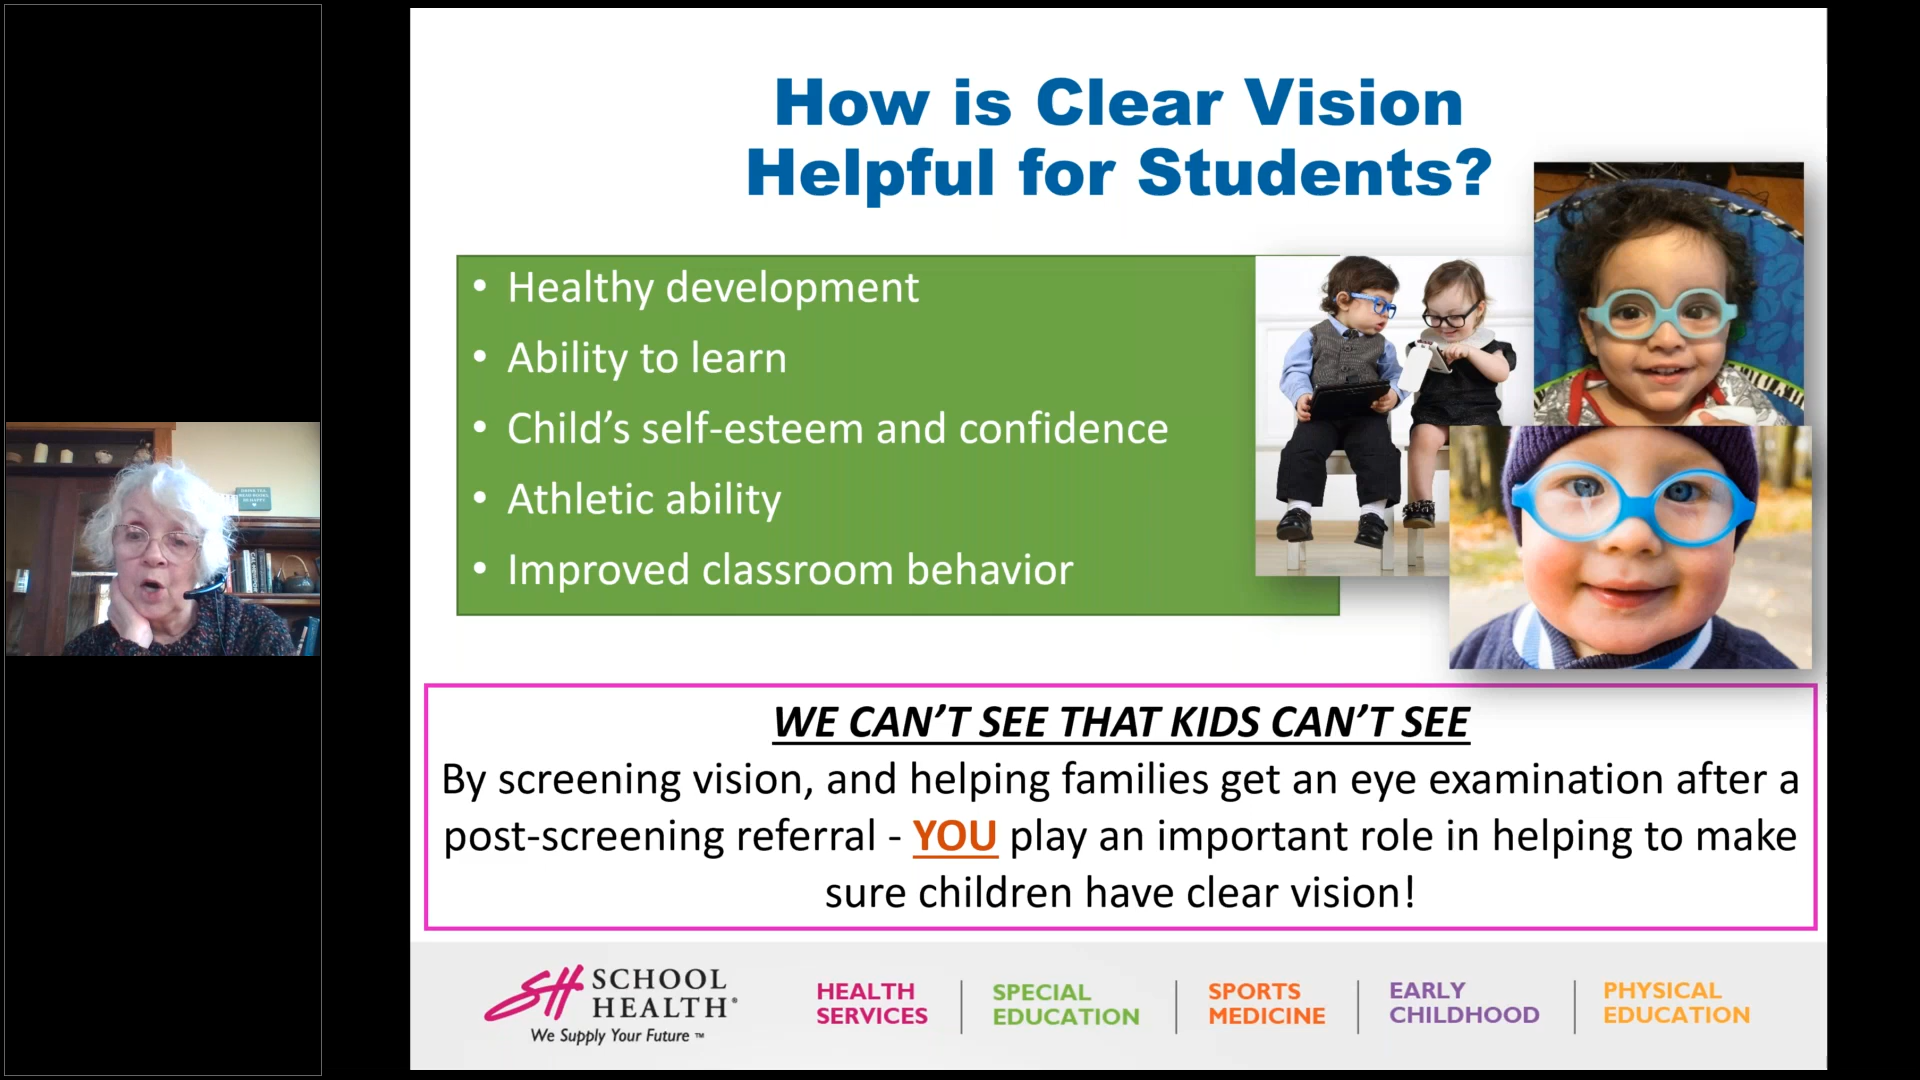 How is Clear Vision
Helpful for Students?
• Healthy development
• Ability to learn
• Child’s self-esteem and confidence
• Athletic ability
• Improved classroom behavior
WE CAN’T SEE THAT KIDS CAN’T SEE
By screening vision, and helping families get an eye examination after a
post-screening referral - YOU play an important role in helping to make
sure children have clear vision!
SCHOOL
HEALTH®
We Supply Your Future ™
HEALTH
SERVICES
SPECIAL
EDUCATION
SPORTS
MEDICINE
EARLY
CHILDHOOD
PHYSICAL
EDUCATION